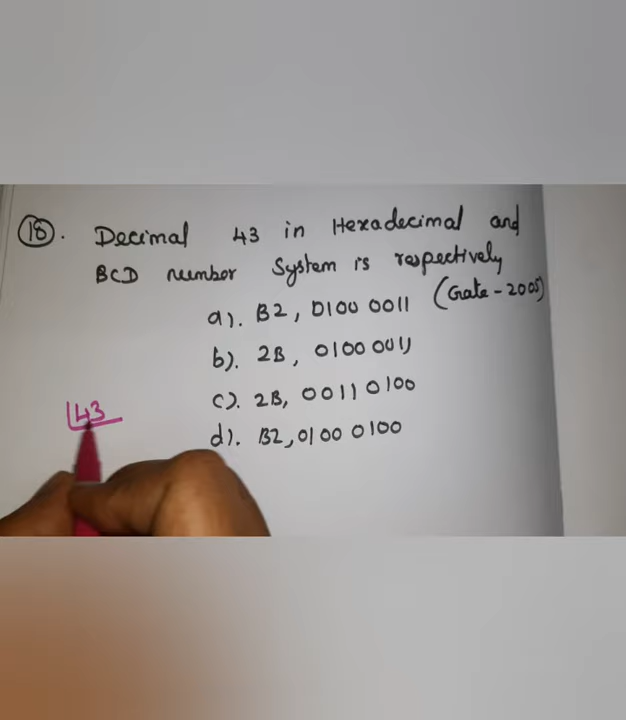 18. Decimal 43 in Hexadecimal and
BCD number System is respectively
(Gate - 2005)
a). B2, 0100 0011
b). 2B, 0100 0011
c). 2B, 0011 0100
d). B2, 0100 0100
43